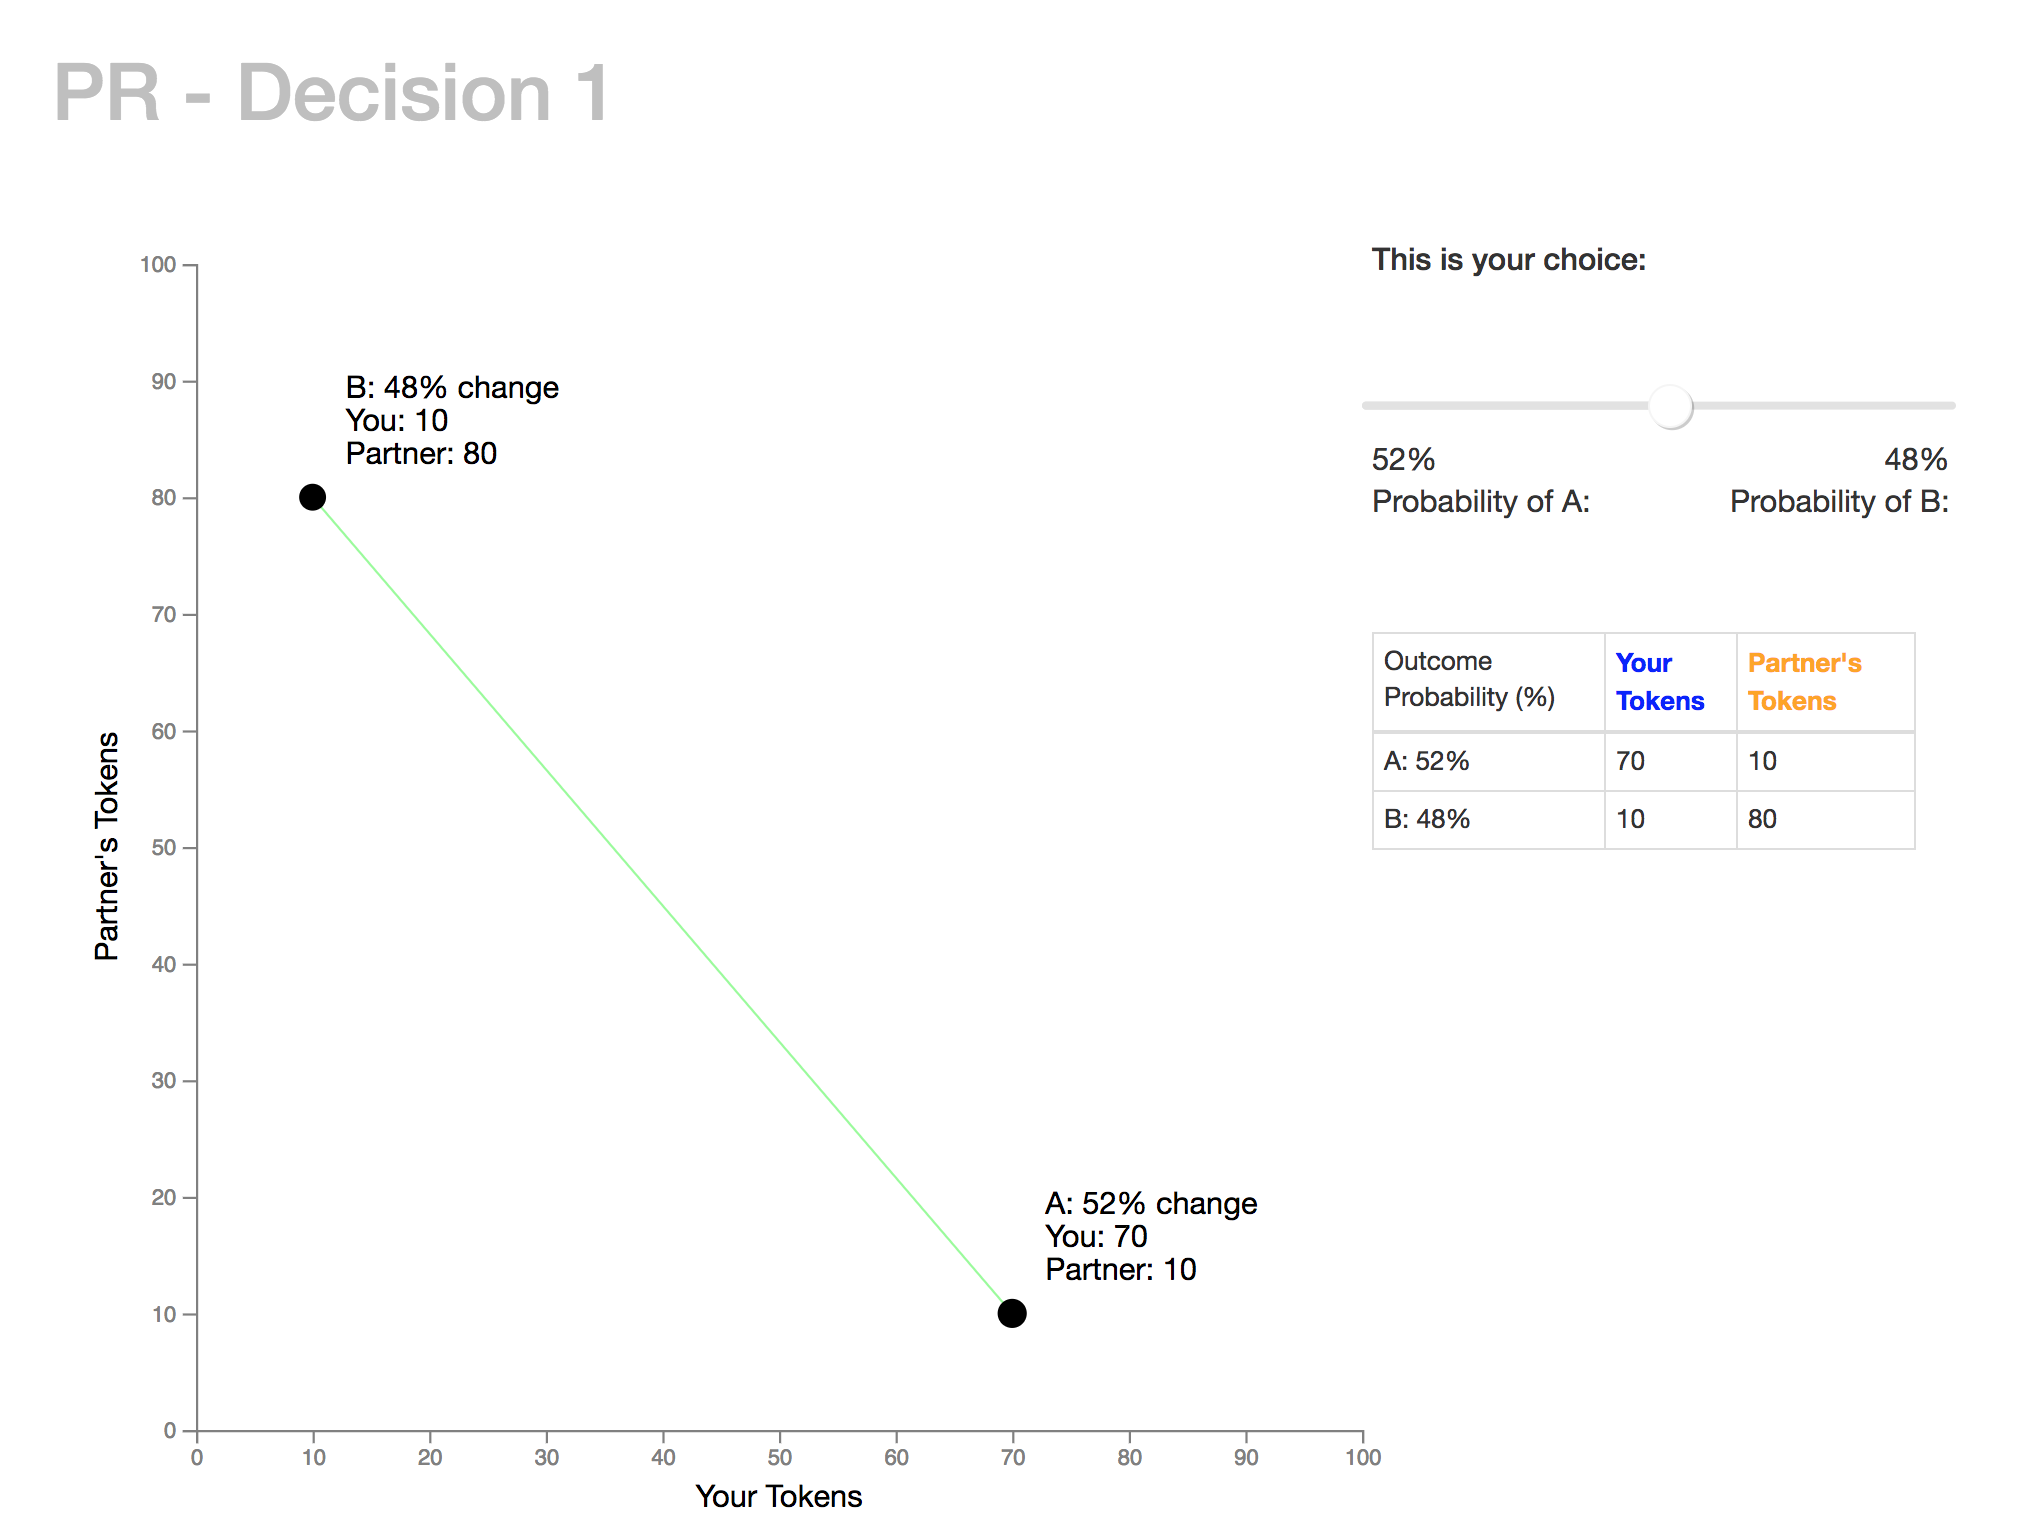 PR - Decision 1
100
90
80
70
60
50
40
30
20
10
0
Partner's Tokens
B: 48% change
You: 10
Partner: 80
A: 52% change
You: 70
Partner: 10
0 10 20 30 40 50 60 70 80 90 100
Your Tokens
This is your choice:
52% 48%
Probability of A: Probability of B:
Outcome Probability (%) Your Tokens Partner's Tokens
A: 52% 70 10
B: 48% 10 80